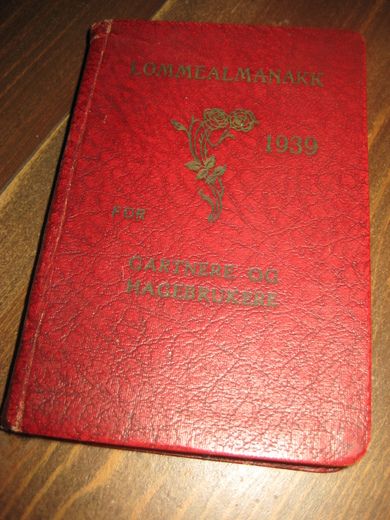 LOMMEALMANAKK
1939
FOR
GARTNERE OG
HAGEBRUKERE